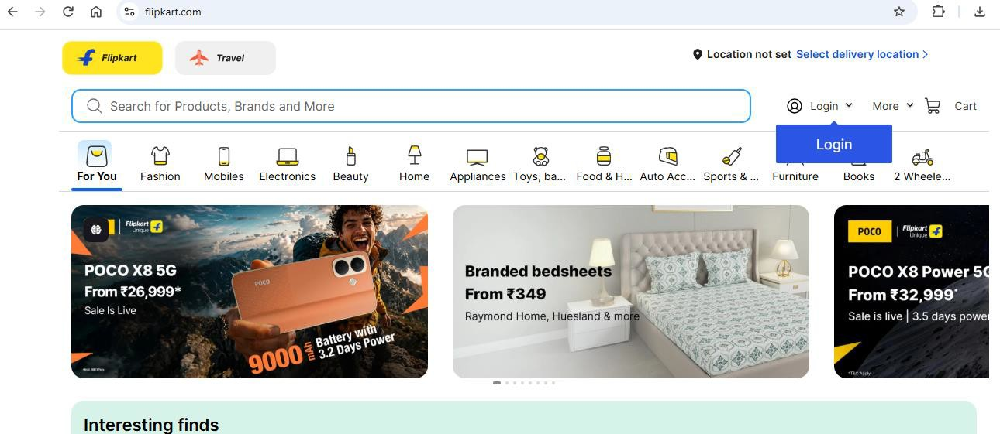 flipkart.com
Flipkart
Travel
Location not set Select delivery location
Search for Products, Brands and More
Login
More
Cart
Login
For You
Fashion
Mobiles
Electronics
Beauty
Home
Appliances
Toys, ba...
Food & H...
Auto Acc...
Sports & ...
Furniture
Books
2 Wheele...
Flipkart
Unique
POCO X8 5G
From ₹26,999*
Sale Is Live
POCO
9000 mAh
Battery with
3.2 Days Power
Branded bedsheets
From ₹349
Raymond Home, Huesland & more
POCO
Flipkart
Unique
POCO X8 Power 5G
From ₹32,999*
Sale is live | 3.5 days power
*T&C Apply
Interesting finds